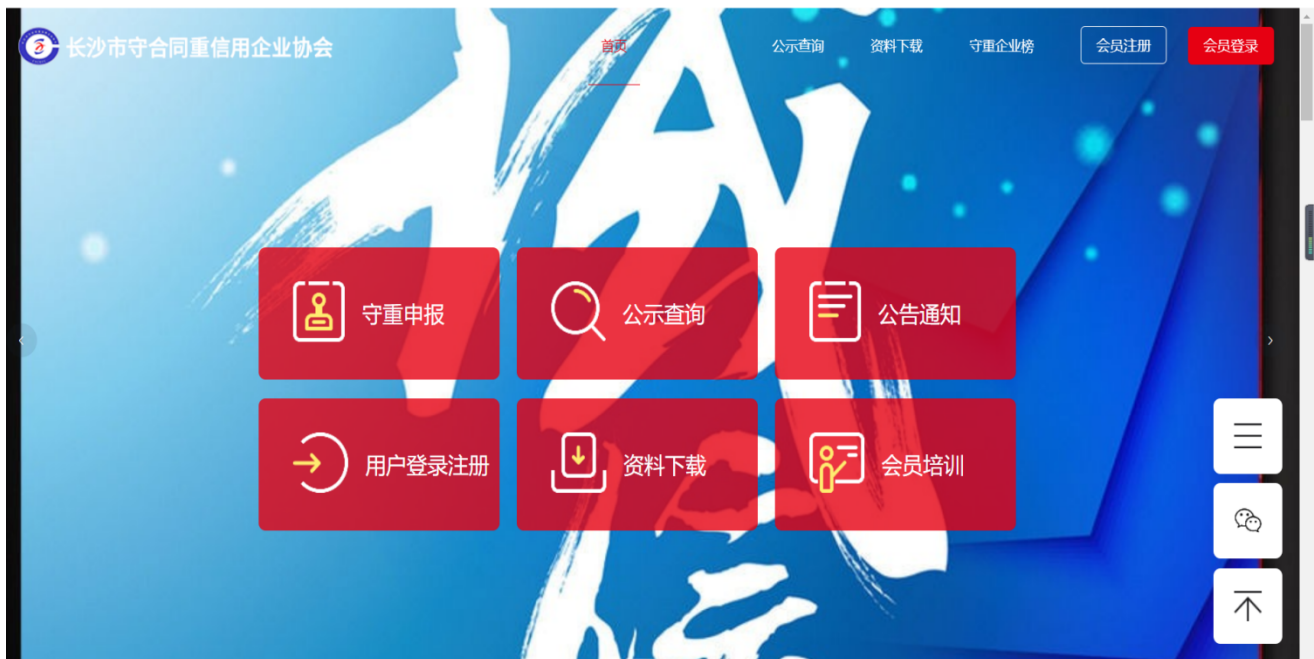 长沙市守合同重信用企业协会
首页
公示查询
资料下载
守重企业榜
会员注册
会员登录
守重申报
公示查询
公告通知
用户登录注册
资料下载
会员培训